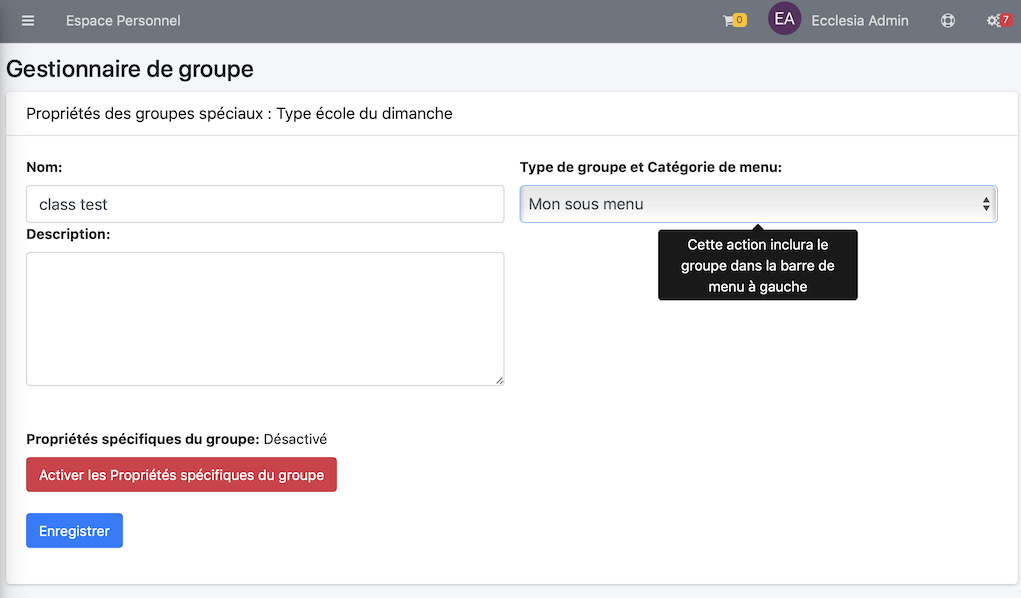 Espace Personnel
0
EA
Ecclesia Admin
7
Gestionnaire de groupe
Propriétés des groupes spéciaux : Type école du dimanche
Nom:
class test
Description:
Type de groupe et Catégorie de menu:
Mon sous menu
Cette action inclura le
groupe dans la barre de
menu à gauche
Propriétés spécifiques du groupe: Désactivé
Activer les Propriétés spécifiques du groupe
Enregistrer